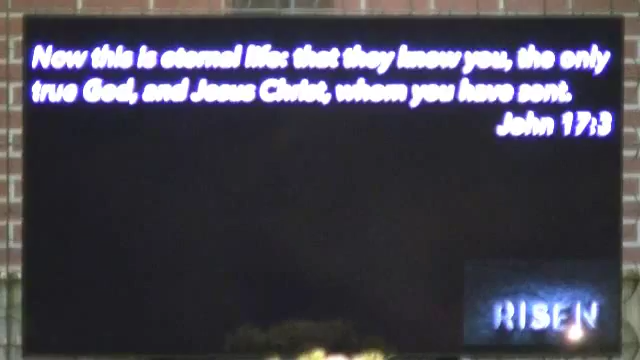 Now this is eternal life: that they know you, the only
true God, and Jesus Christ, whom you have sent.
John 17:3
RISEN